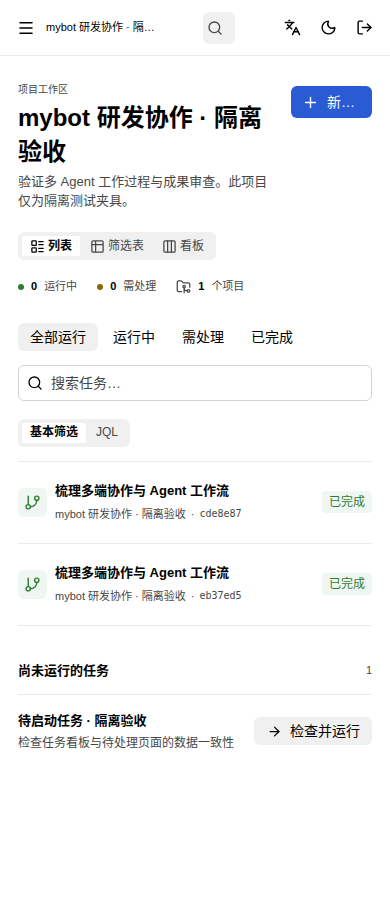 mybot 研发协作 · 隔…
项目工作区
mybot 研发协作 · 隔离
验收
新…
验证多 Agent 工作过程与成果审查。此项目
仅为隔离测试夹具。
列表 筛选表 看板
0 运行中 0 需处理 1 个项目
全部运行 运行中 需处理 已完成
搜索任务…
基本筛选 JQL
梳理多端协作与 Agent 工作流
mybot 研发协作 · 隔离验收 · cde8e87
已完成
梳理多端协作与 Agent 工作流
mybot 研发协作 · 隔离验收 · eb37ed5
已完成
尚未运行的任务 1
待启动任务 · 隔离验收
检查任务看板与待处理页面的数据一致性
检查并运行